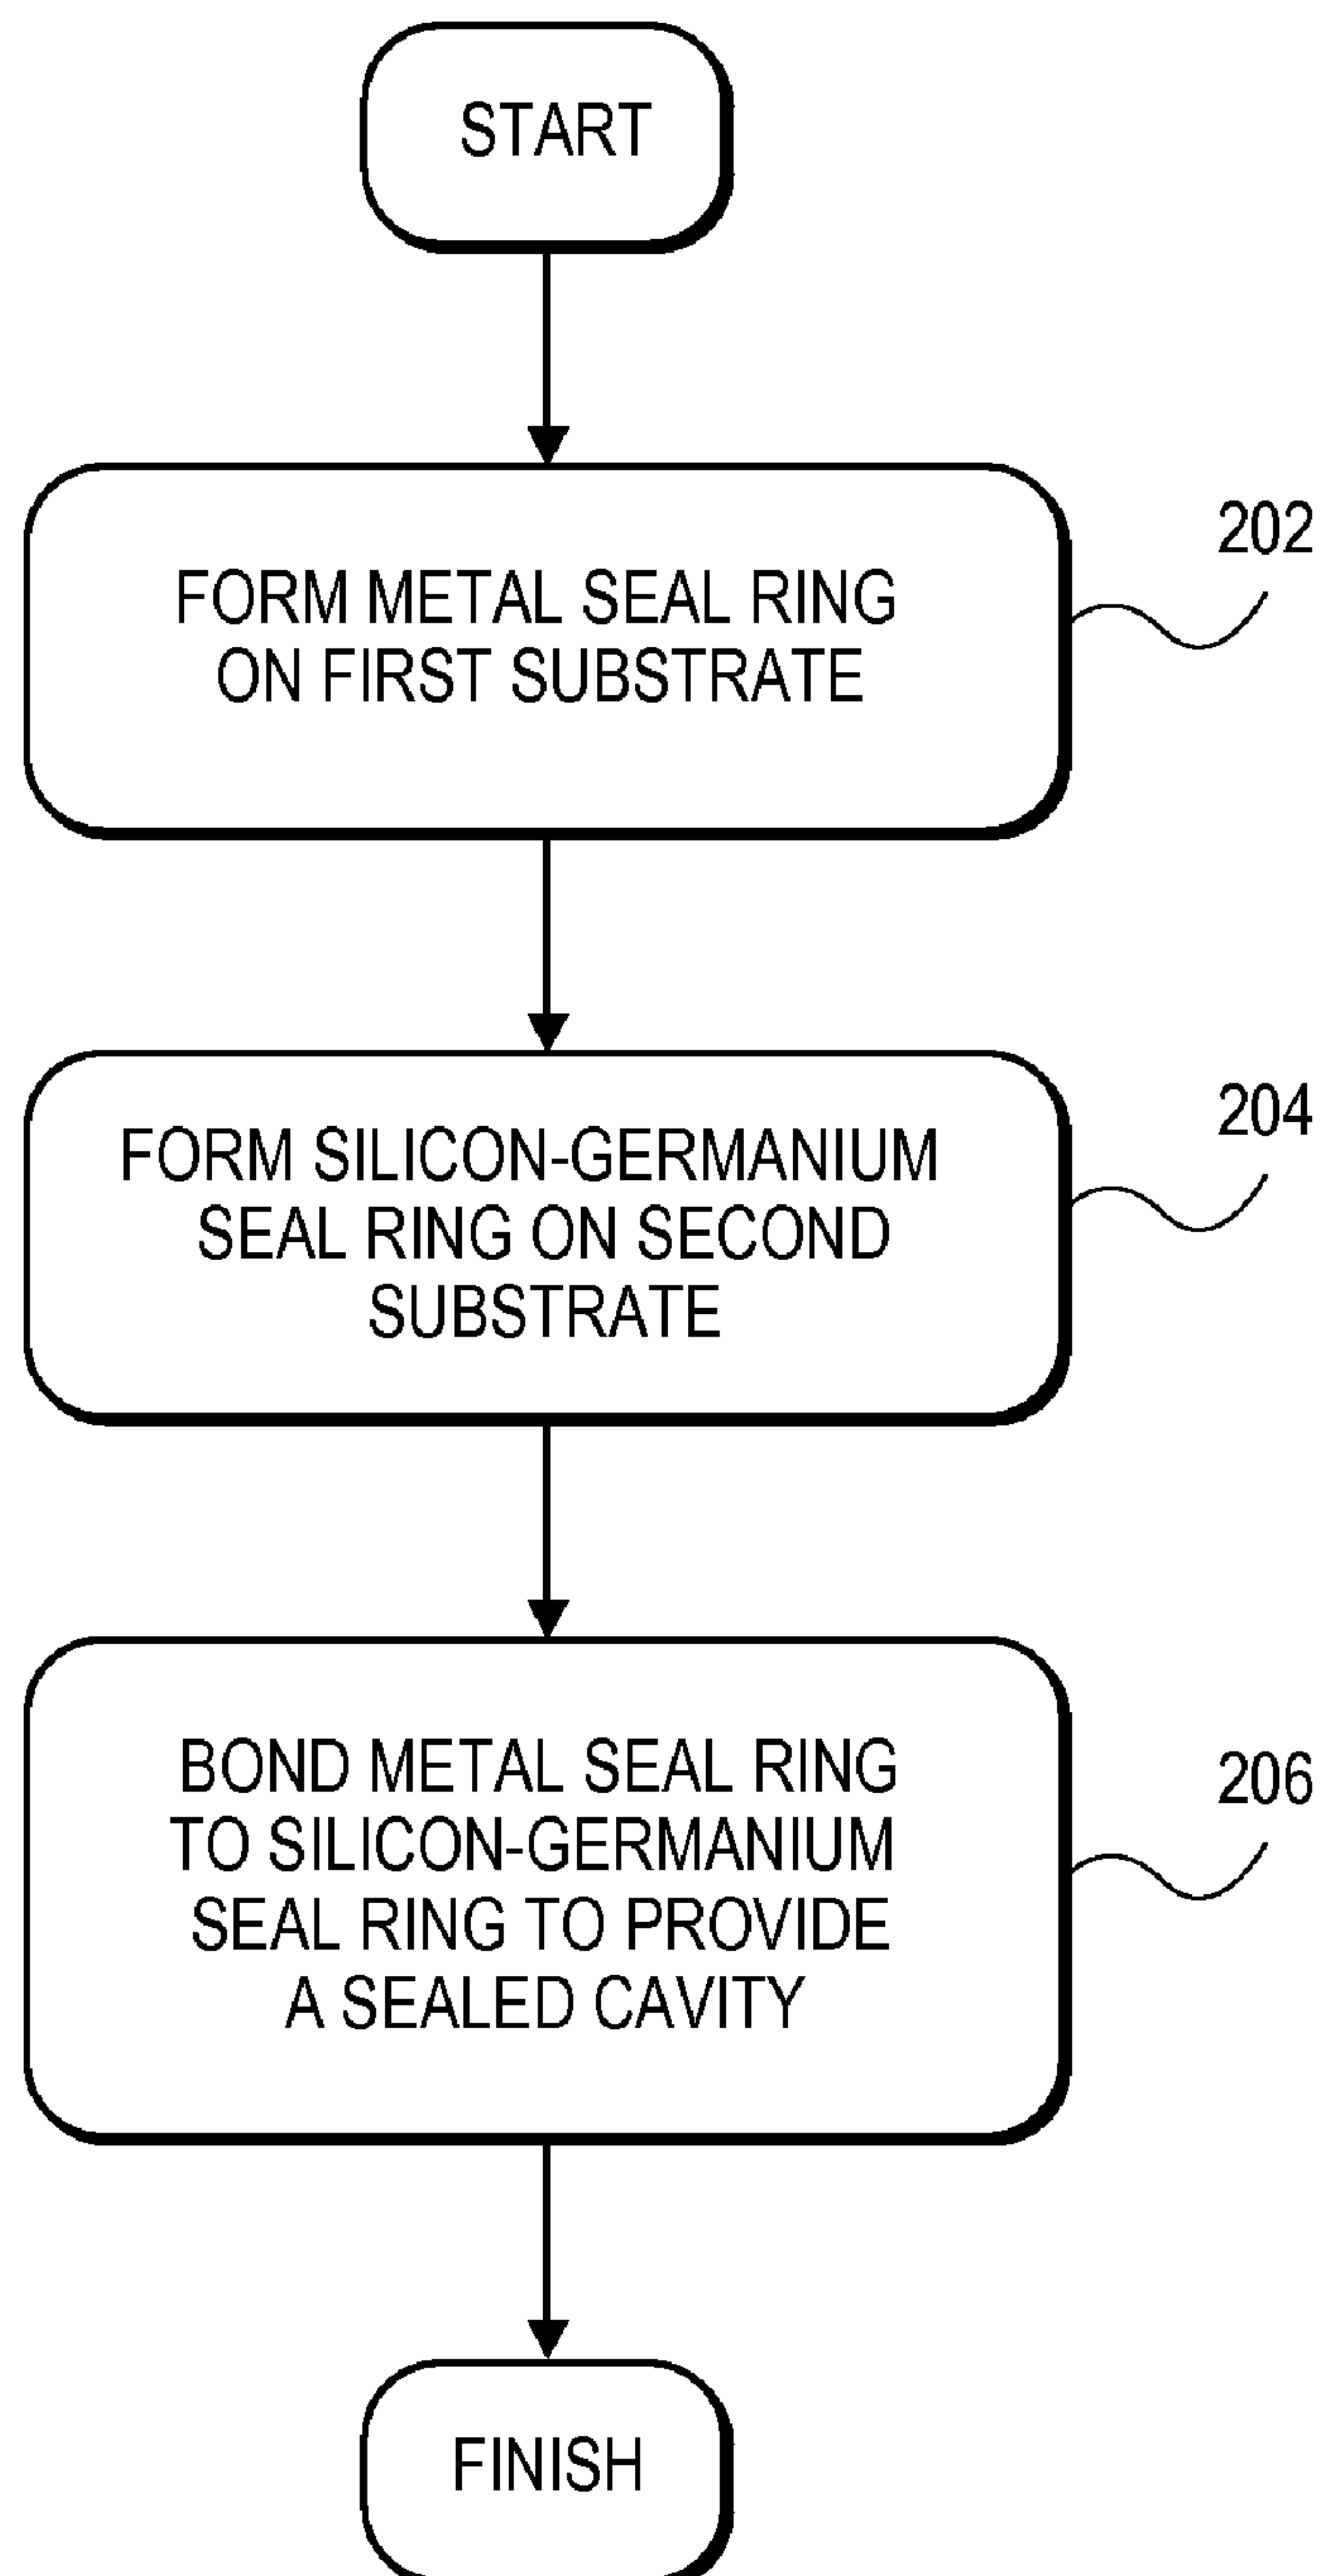 START
FORM METAL SEAL RING
ON FIRST SUBSTRATE
202
FORM SILICON-GERMANIUM
SEAL RING ON SECOND
SUBSTRATE
204
BOND METAL SEAL RING
TO SILICON-GERMANIUM
SEAL RING TO PROVIDE
A SEALED CAVITY
206
FINISH